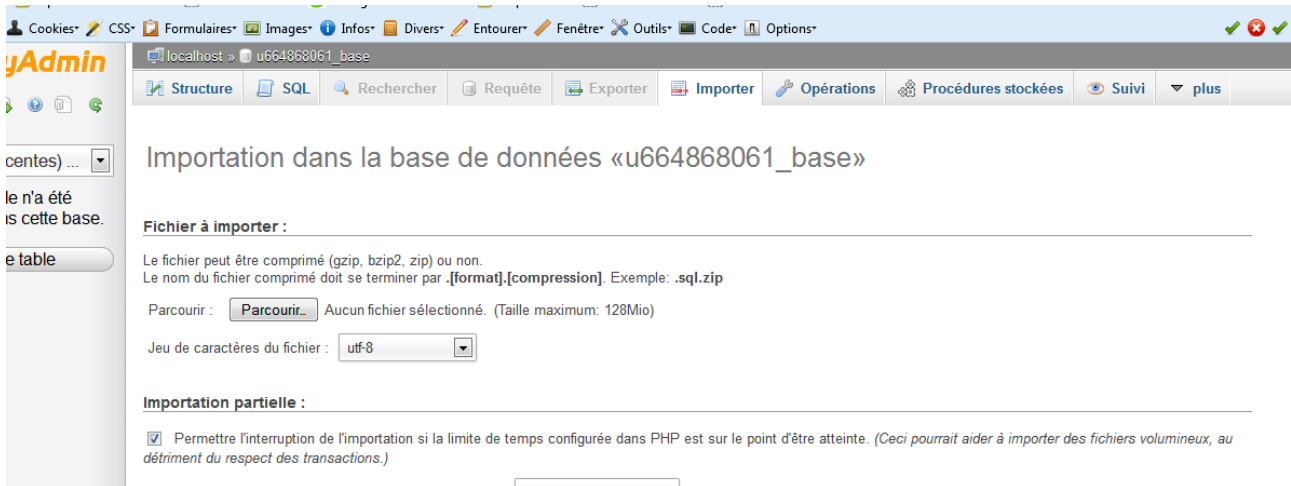 Cookies CSS Formulaires Images Infos Divers Entourer Fenêtre Outils Code Options
yAdmin
localhost » u664868061_base
Structure SQL Rechercher Requête Exporter Importer Opérations Procédures stockées Suivi plus
centes) ...
le n'a été
s cette base.
e table
Importation dans la base de données «u664868061_base»
Fichier à importer :
Le fichier peut être comprimé (gzip, bzip2, zip) ou non.
Le nom du fichier comprimé doit se terminer par .[format].[compression]. Exemple: .sql.zip
Parcourir : Parcourir_ Aucun fichier sélectionné. (Taille maximum: 128Mio)
Jeu de caractères du fichier : utf-8
Importation partielle :
Permettre l'interruption de l'importation si la limite de temps configurée dans PHP est sur le point d'être atteinte. (Ceci pourrait aider à importer des fichiers volumineux, au
détriment du respect des transactions.)